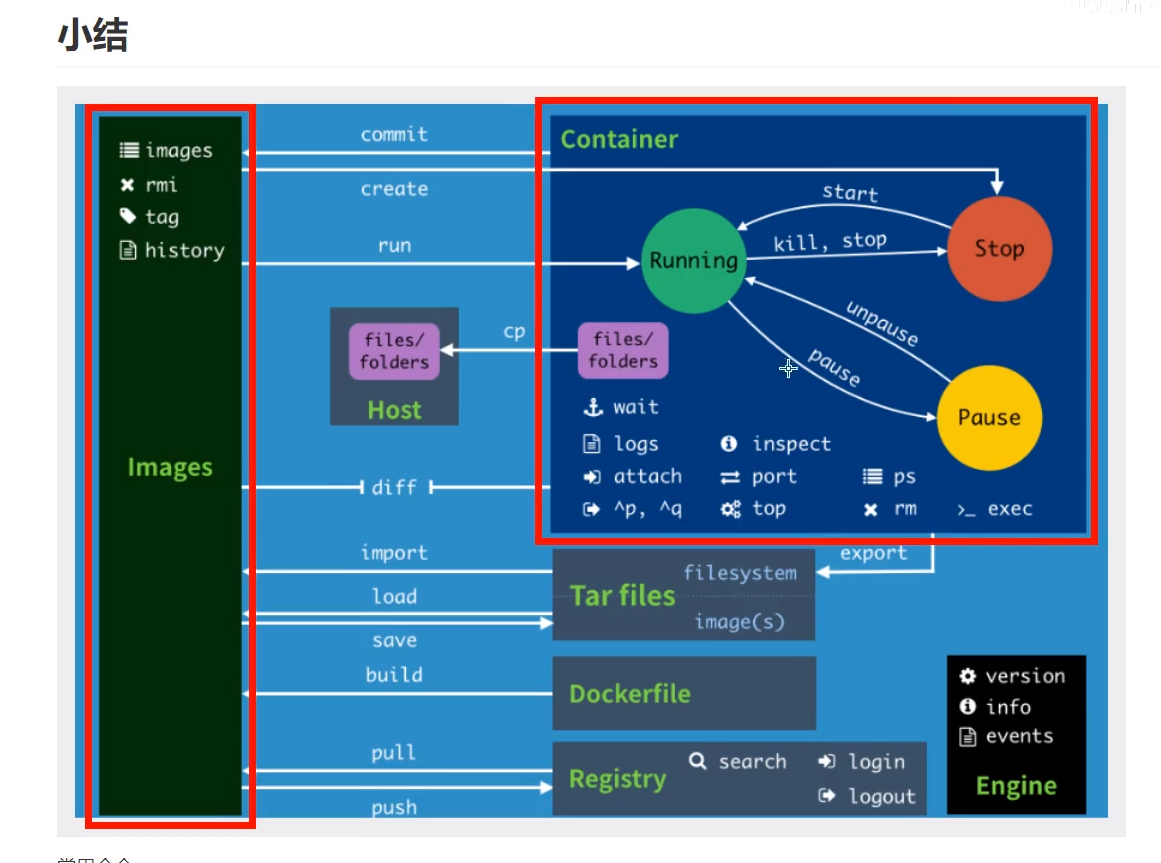 小结
commit
create
run
images
rmi
tag
history
Images
Container
start
kill, stop
Running
Stop
unpause
pause
Pause
cp
files/
folders
Host
files/
folders
wait
logs
inspect
attach
port
ps
^p, ^q
top
rm
>_ exec
diff
import
load
save
build
pull
push
export
filesystem
Tar files
image(s)
Dockerfile
Registry
search
login
logout
version
info
events
Engine